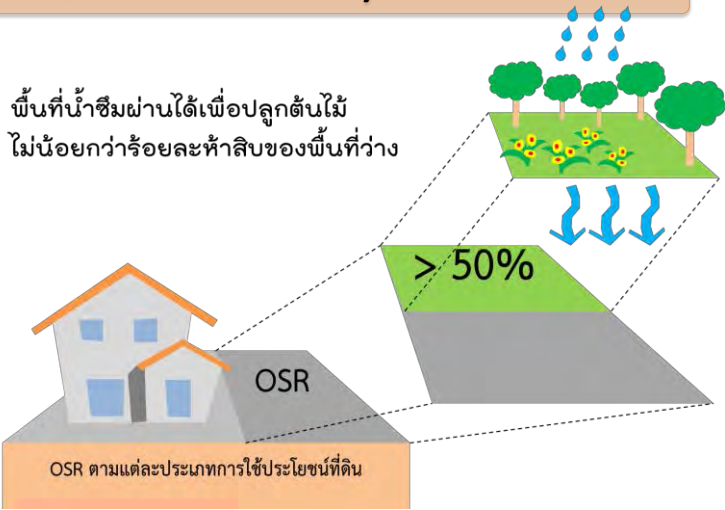 พื้นที่น้ำซึมผ่านได้เพื่อปลูกต้นไม้
ไม่น้อยกว่าร้อยละห้าสิบของพื้นที่ว่าง
> 50%
OSR
OSR ตามแต่ละประเภทการใช้ประโยชน์ที่ดิน